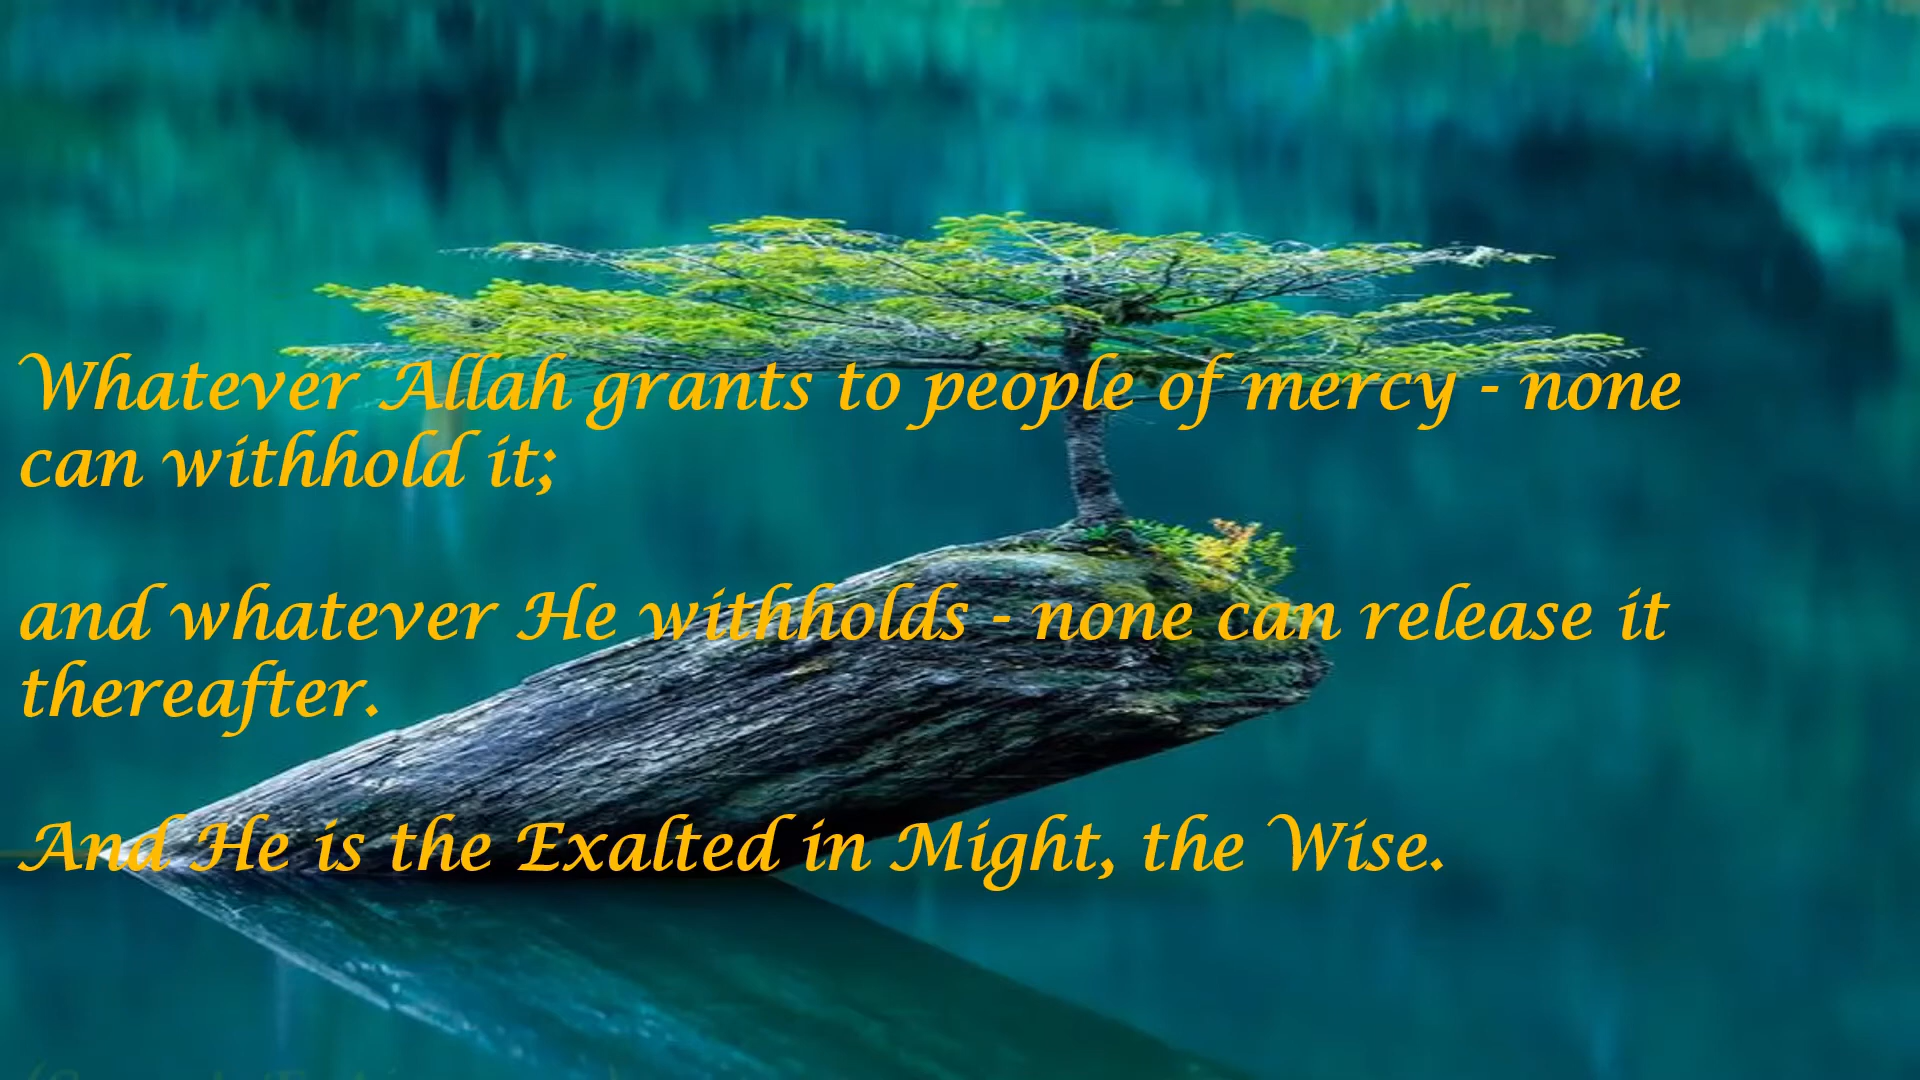 Whatever Allah grants to people of mercy - none
can withhold it;
and whatever He withholds - none can release it
thereafter.
And He is the Exalted in Might, the Wise.